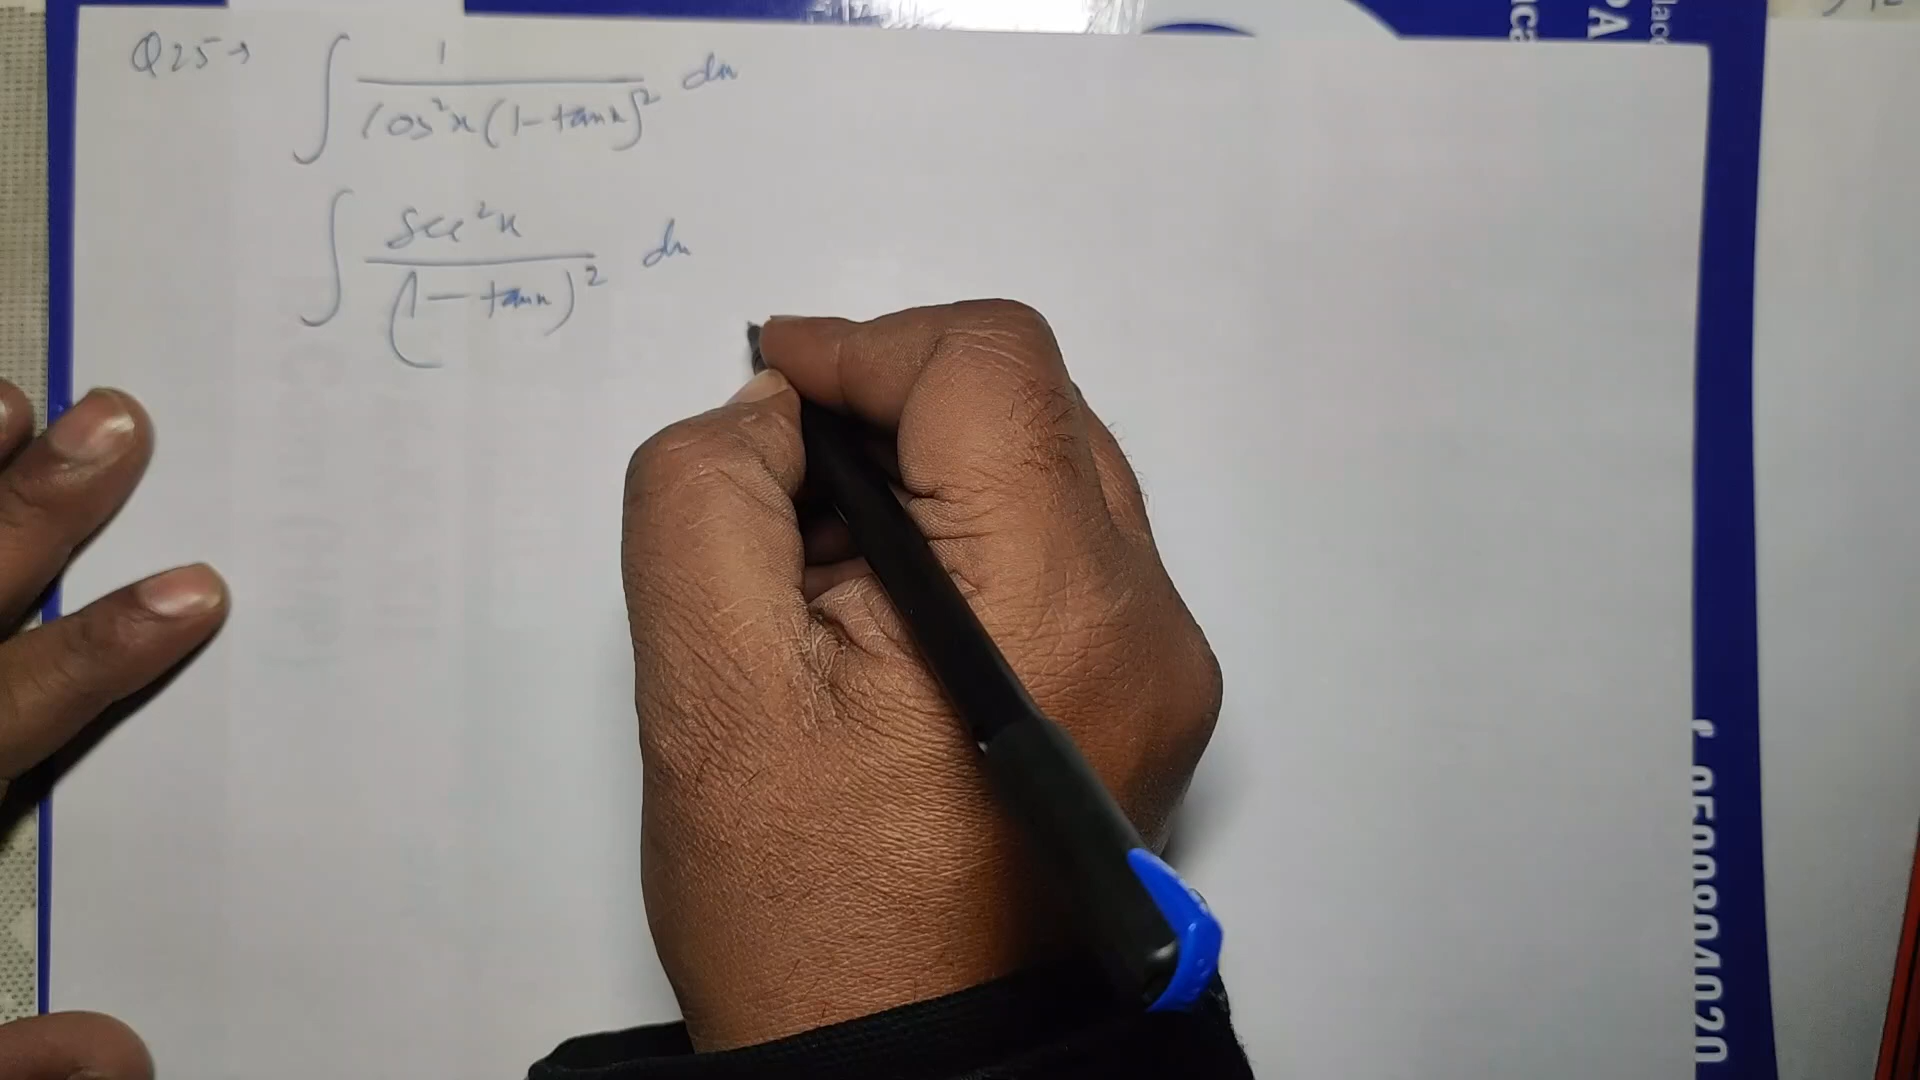 Q25→ ∫ 1 / cos²x(1-tanx)² dx
∫ sec²x / (1-tanx)² dx